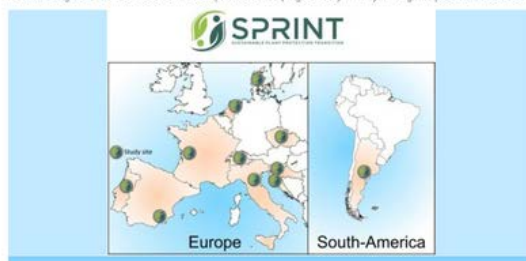 SPRINT
SUSTAINABLE PLANT PROTECTION TRANSITION
Study site
Europe
South-America